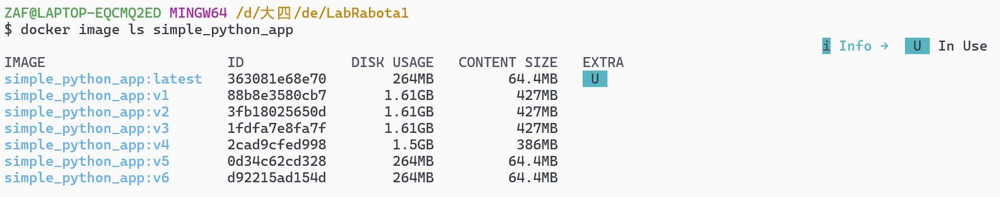 ZAF@LAPTOP-EQCMQ2ED MINGW64 /d/大四/de/LabRabota1
$ docker image ls simple_python_app
i Info → U In Use
IMAGE ID DISK USAGE CONTENT SIZE EXTRA
simple_python_app:latest 363081e68e70 264MB 64.4MB U
simple_python_app:v1 88b8e3580cb7 1.61GB 427MB
simple_python_app:v2 3fb18025650d 1.61GB 427MB
simple_python_app:v3 1fdfa7e8fa7f 1.61GB 427MB
simple_python_app:v4 2cad9cfed998 1.5GB 386MB
simple_python_app:v5 0d34c62cd328 264MB 64.4MB
simple_python_app:v6 d92215ad154d 264MB 64.4MB